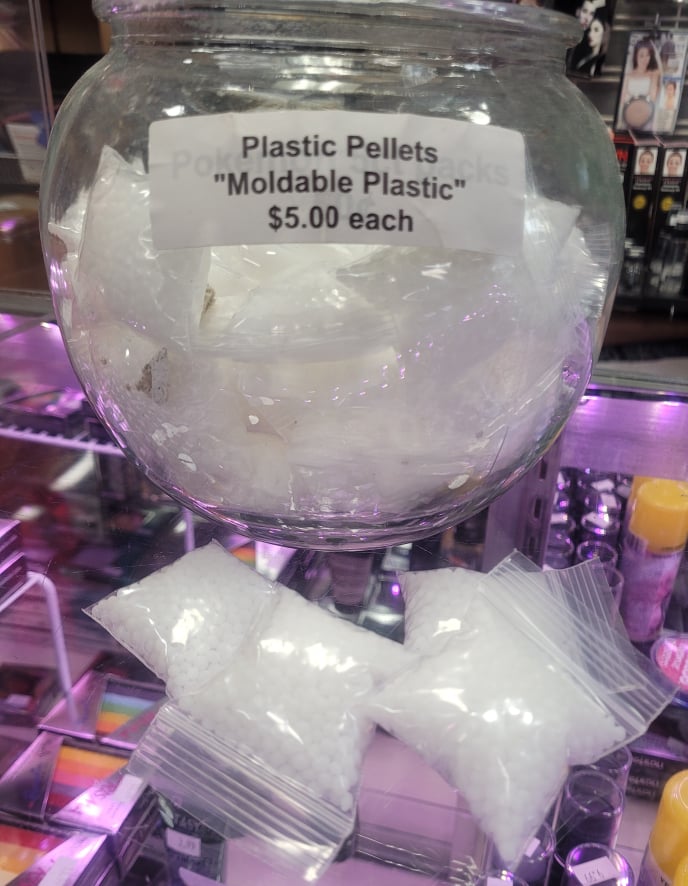 Plastic Pellets
"Moldable Plastic"
$5.00 each